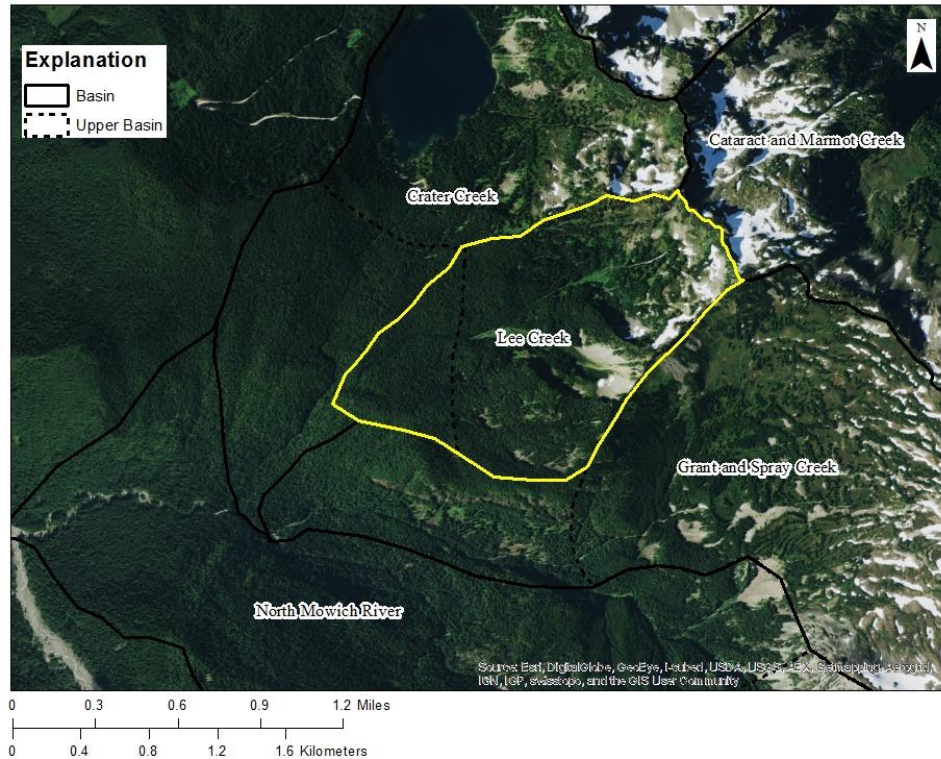 Explanation
Basin
Upper Basin
N
Cataract and Marmot Creek
Crater Creek
Lee Creek
Grant and Spray Creek
North Mowich River
Source: Esri, DigitalGlobe, GeoEye, i-cubed, USDA, USGS, AEX, Getmapping, Aerogrid,
IGN, IGP, swisstopo, and the GIS User Community
0 0.3 0.6 0.9 1.2 Miles
0 0.4 0.8 1.2 1.6 Kilometers